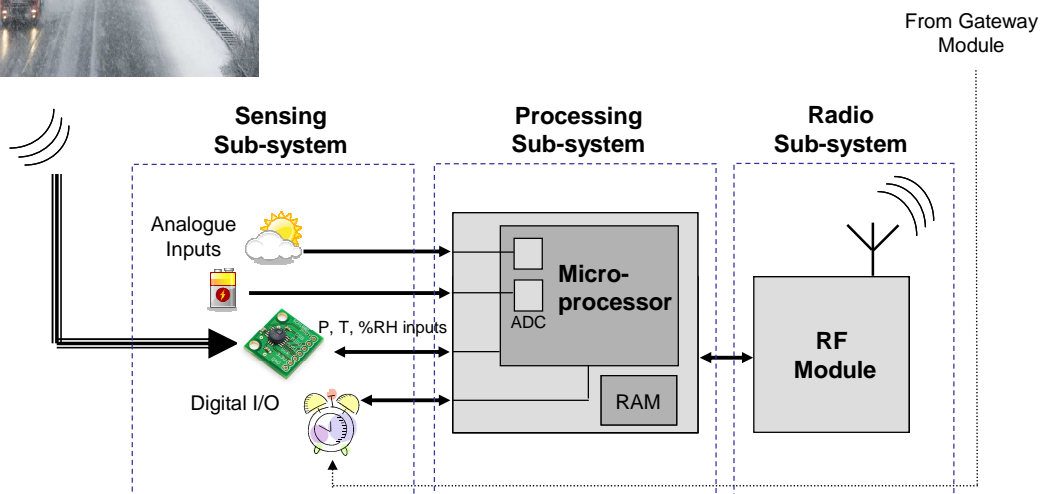 From Gateway
Module
Sensing
Sub-system
Processing
Sub-system
Radio
Sub-system
Analogue
Inputs
Micro-
processor
ADC
P, T, %RH inputs
RF
Module
Digital I/O
RAM